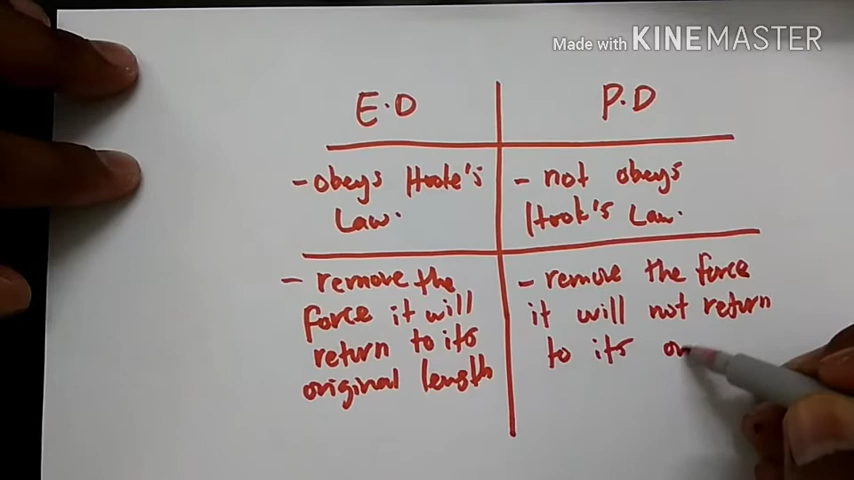 Made with KINEMASTER
E.D
P.D
- obeys Hooke's
Law.
- not obeys
Hook's Law.
- remove the
force it will
return to its
original length
- remove the force
it will not return
to its